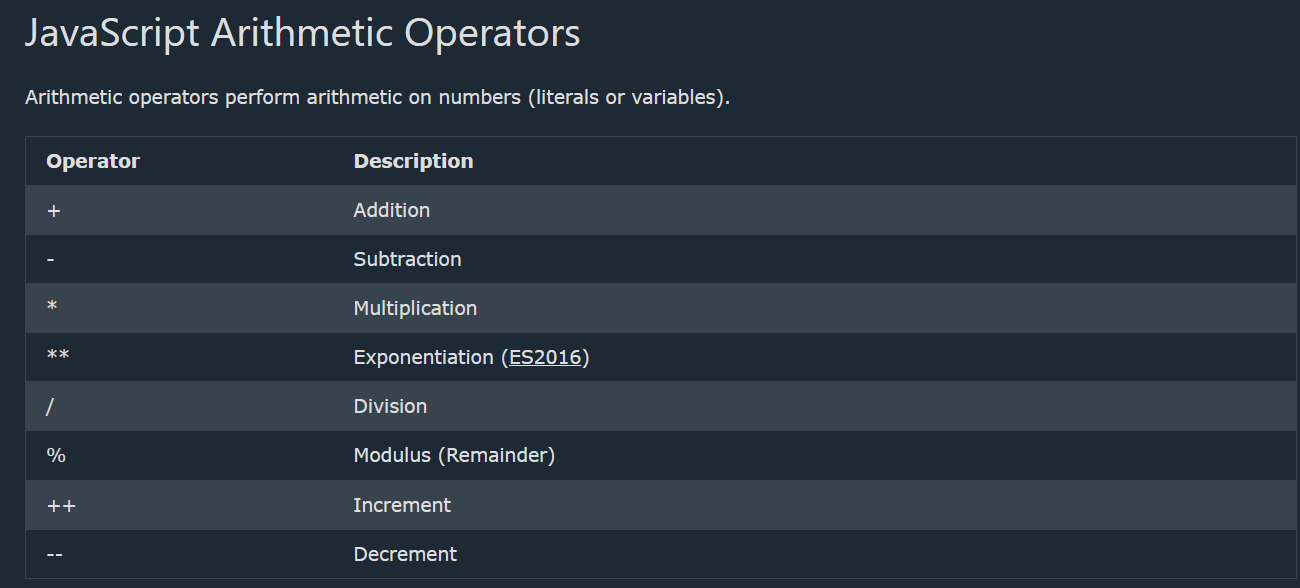 JavaScript Arithmetic Operators
Arithmetic operators perform arithmetic on numbers (literals or variables).
Operator Description
+ Addition
- Subtraction
* Multiplication
** Exponentiation (ES2016)
/ Division
% Modulus (Remainder)
++ Increment
-- Decrement